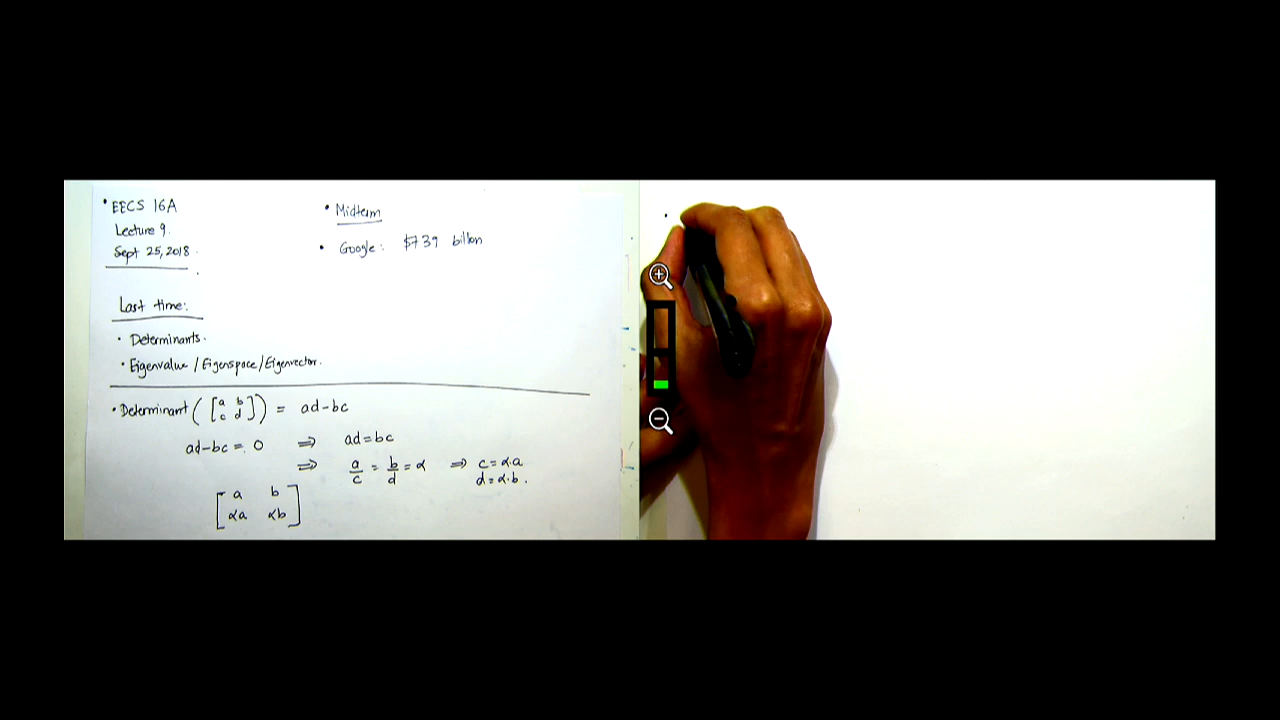 • EECS 16A
Lecture 9.
Sept 25, 2018.
• Midterm
• Google: $739 billion
Last time:
• Determinants.
• Eigenvalue / Eigenspace / Eigenvector.
• Determinant ( [ a b
c d ] ) = ad-bc
ad-bc = 0 ⇒ ad=bc
⇒ a/c = b/d = α ⇒ c = α.a
d = α.b.
[ a b
αa αb ]